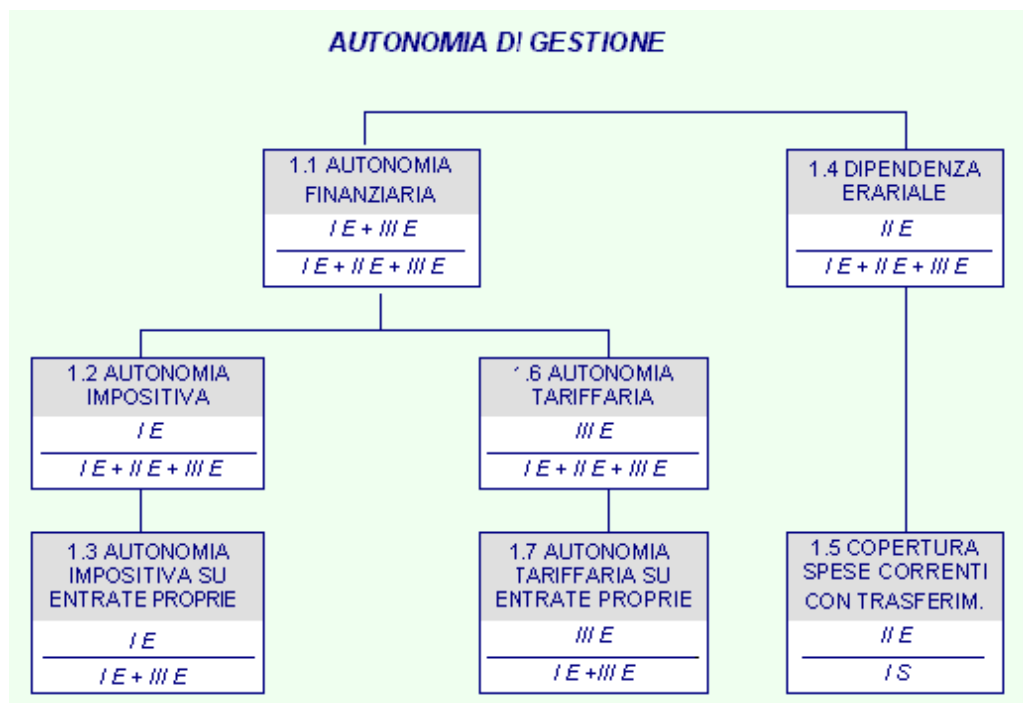 AUTONOMIA DI GESTIONE
1.1 AUTONOMIA
FINANZIARIA
I E + III E
I E + II E + III E
1.4 DIPENDENZA
ERARIALE
II E
I E + II E + III E
1.2 AUTONOMIA
IMPOSITIVA
I E
I E + II E + III E
1.6 AUTONOMIA
TARIFFARIA
III E
I E + II E + III E
1.3 AUTONOMIA
IMPOSITIVA SU
ENTRATE PROPRIE
I E
I E + III E
1.7 AUTONOMIA
TARIFFARIA SU
ENTRATE PROPRIE
III E
I E +III E
1.5 COPERTURA
SPESE CORRENTI
CON TRASFERIM.
II E
I S